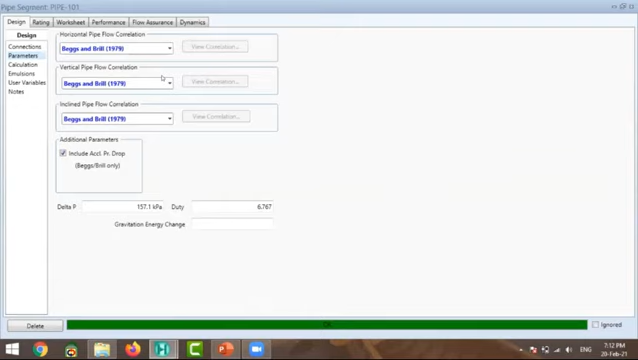 Pipe Segment: PIPE-101
Design Rating Worksheet Performance Flow Assurance Dynamics
Design
Connections
Parameters
Calculation
Emulsions
User Variables
Notes
Horizontal Pipe Flow Correlation
Beggs and Brill (1979)
View Correlation...
Vertical Pipe Flow Correlation
Beggs and Brill (1979)
View Correlation...
Inclined Pipe Flow Correlation
Beggs and Brill (1979)
View Correlation...
Additional Parameters
Include Accl. Pr. Drop
(Beggs/Brill only)
Delta P 157.1 kPa Duty 6.767
Gravitation Energy Change
Delete OK Ignored
ENG 7:12 PM
20-Feb-21